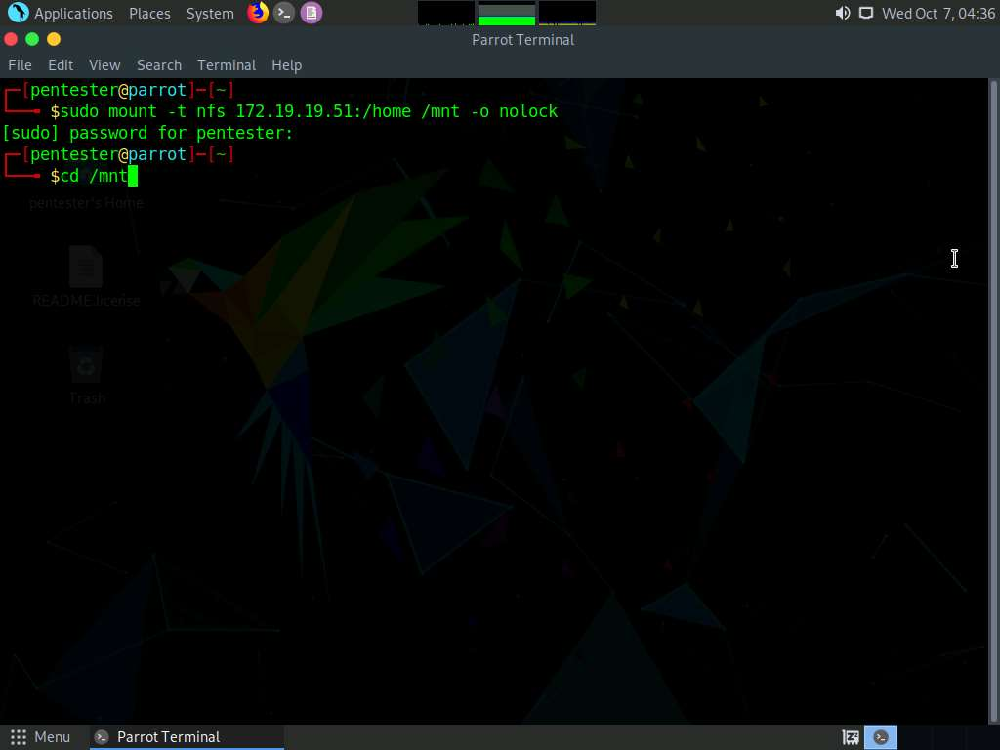 Applications Places System Wed Oct 7, 04:36
Parrot Terminal
File Edit View Search Terminal Help
┌─[pentester@parrot]─[~]
└──╼ $sudo mount -t nfs 172.19.19.51:/home /mnt -o nolock
[sudo] password for pentester:
┌─[pentester@parrot]─[~]
└──╼ $cd /mnt
pentester's Home
README.license
Trash
Menu Parrot Terminal